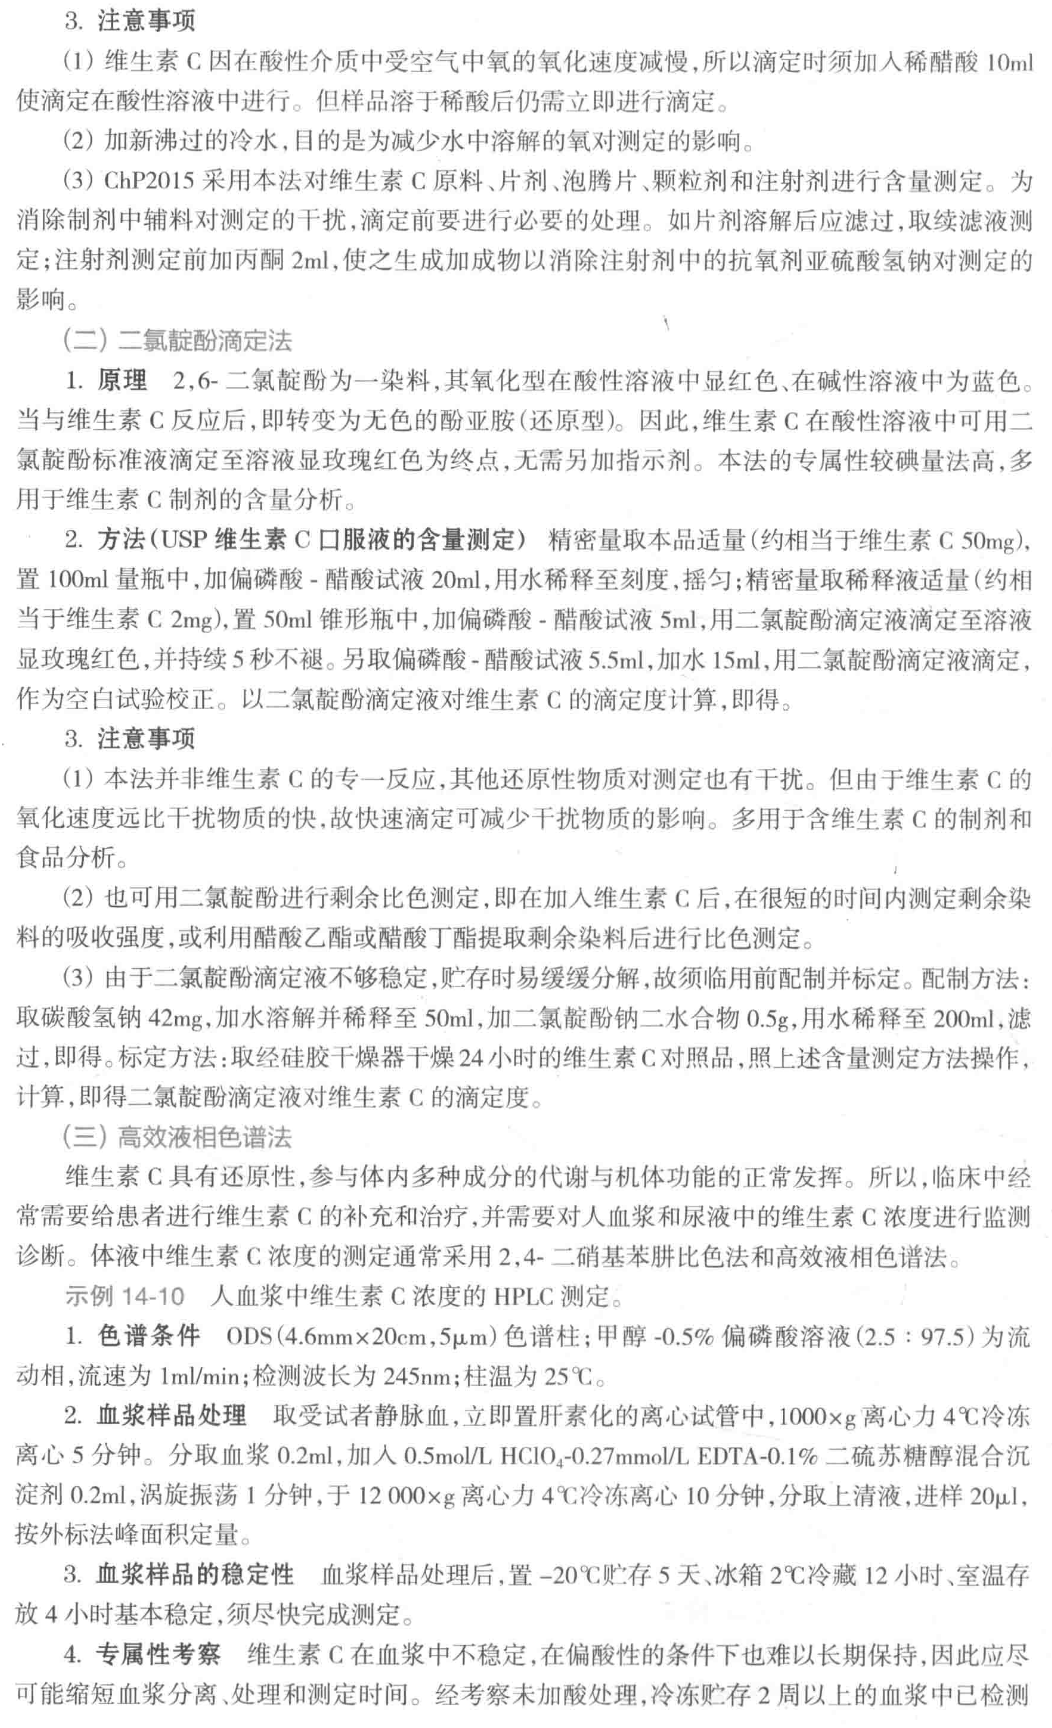 3. 注意事项
(1) 维生素 C 因在酸性介质中受空气中氧的氧化速度减慢,所以滴定时须加入稀醋酸 10ml
使滴定在酸性溶液中进行。但样品溶于稀酸后仍需立即进行滴定。
(2) 加新沸过的冷水,目的是为减少水中溶解的氧对测定的影响。
(3) ChP2015 采用本法对维生素 C 原料、片剂、泡腾片、颗粒剂和注射剂进行含量测定。为
消除制剂中辅料对测定的干扰,滴定前要进行必要的处理。如片剂溶解后应滤过,取续滤液测
定;注射剂测定前加丙酮 2ml,使之生成加成物以消除注射剂中的抗氧剂亚硫酸氢钠对测定的
影响。
(二) 二氯靛酚滴定法
1. 原理 2,6- 二氯靛酚为一染料,其氧化型在酸性溶液中显红色、在碱性溶液中为蓝色。
当与维生素 C 反应后,即转变为无色的酚亚胺(还原型)。因此,维生素 C 在酸性溶液中可用二
氯靛酚标准液滴定至溶液显玫瑰红色为终点,无需另加指示剂。本法的专属性较碘量法高,多
用于维生素 C 制剂的含量分析。
2. 方法(USP 维生素 C 口服液的含量测定) 精密量取本品适量(约相当于维生素 C 50mg),
置 100ml 量瓶中,加偏磷酸 - 醋酸试液 20ml,用水稀释至刻度,摇匀;精密量取稀释液适量(约相
当于维生素 C 2mg),置 50ml 锥形瓶中,加偏磷酸 - 醋酸试液 5ml,用二氯靛酚滴定液滴定至溶液
显玫瑰红色,并持续 5 秒不褪。另取偏磷酸 - 醋酸试液 5.5ml,加水 15ml,用二氯靛酚滴定液滴定,
作为空白试验校正。以二氯靛酚滴定液对维生素 C 的滴定度计算,即得。
3. 注意事项
(1) 本法并非维生素 C 的专一反应,其他还原性物质对测定也有干扰。但由于维生素 C 的
氧化速度远比干扰物质的快,故快速滴定可减少干扰物质的影响。多用于含维生素 C 的制剂和
食品分析。
(2) 也可用二氯靛酚进行剩余比色测定,即在加入维生素 C 后,在很短的时间内测定剩余染
料的吸收强度,或利用醋酸乙酯或醋酸丁酯提取剩余染料后进行比色测定。
(3) 由于二氯靛酚滴定液不够稳定,贮存时易缓缓分解,故须临用前配制并标定。配制方法:
取碳酸氢钠 42mg,加水溶解并稀释至 50ml,加二氯靛酚钠二水合物 0.5g,用水稀释至 200ml,滤
过,即得。标定方法:取经硅胶干燥器干燥 24 小时的维生素 C 对照品,照上述含量测定方法操作,
计算,即得二氯靛酚滴定液对维生素 C 的滴定度。
(三) 高效液相色谱法
维生素 C 具有还原性,参与体内多种成分的代谢与机体功能的正常发挥。所以,临床中经
常需要给患者进行维生素 C 的补充和治疗,并需要对人血浆和尿液中的维生素 C 浓度进行监测
诊断。体液中维生素 C 浓度的测定通常采用 2,4- 二硝基苯肼比色法和高效液相色谱法。
示例 14-10 人血浆中维生素 C 浓度的 HPLC 测定。
1. 色谱条件 ODS(4.6mm×20cm,5μm)色谱柱;甲醇 -0.5% 偏磷酸溶液(2.5∶97.5)为流
动相,流速为 1ml/min;检测波长为 245nm;柱温为 25℃。
2. 血浆样品处理 取受试者静脉血,立即置肝素化的离心试管中,1000×g 离心力 4℃冷冻
离心 5 分钟。分取血浆 0.2ml,加入 0.5mol/L HClO₄-0.27mmol/L EDTA-0.1% 二硫苏糖醇混合沉
淀剂 0.2ml,涡旋振荡 1 分钟,于 12 000×g 离心力 4℃冷冻离心 10 分钟,分取上清液,进样 20μl,
按外标法峰面积定量。
3. 血浆样品的稳定性 血浆样品处理后,置 –20℃贮存 5 天、冰箱 2℃冷藏 12 小时、室温存
放 4 小时基本稳定,须尽快完成测定。
4. 专属性考察 维生素 C 在血浆中不稳定,在偏酸性的条件下也难以长期保持,因此应尽
可能缩短血浆分离、处理和测定时间。经考察未加酸处理,冷冻贮存 2 周以上的血浆中已检测